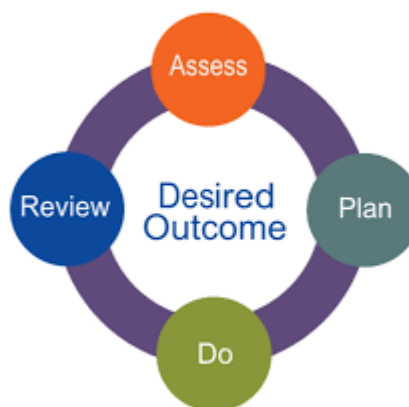 Assess
Review
Desired
Outcome
Plan
Do